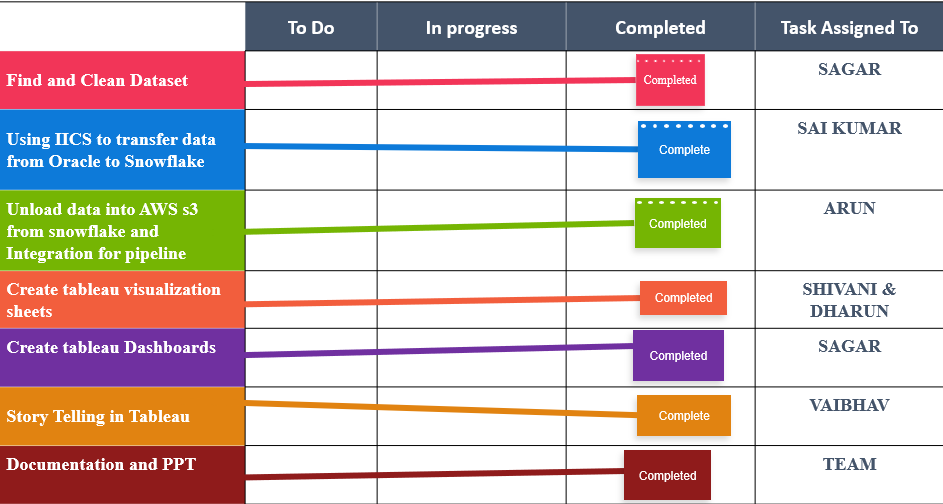 To Do In progress Completed Task Assigned To
Find and Clean Dataset Completed SAGAR
Using IICS to transfer data
from Oracle to Snowflake
Complete
SAI KUMAR
Unload data into AWS s3
from snowflake and
Integration for pipeline
Completed
ARUN
Create tableau visualization
sheets
Completed
SHIVANI &
DHARUN
Create tableau Dashboards
Completed
SAGAR
Story Telling in Tableau
Complete
VAIBHAV
Documentation and PPT
Completed
TEAM